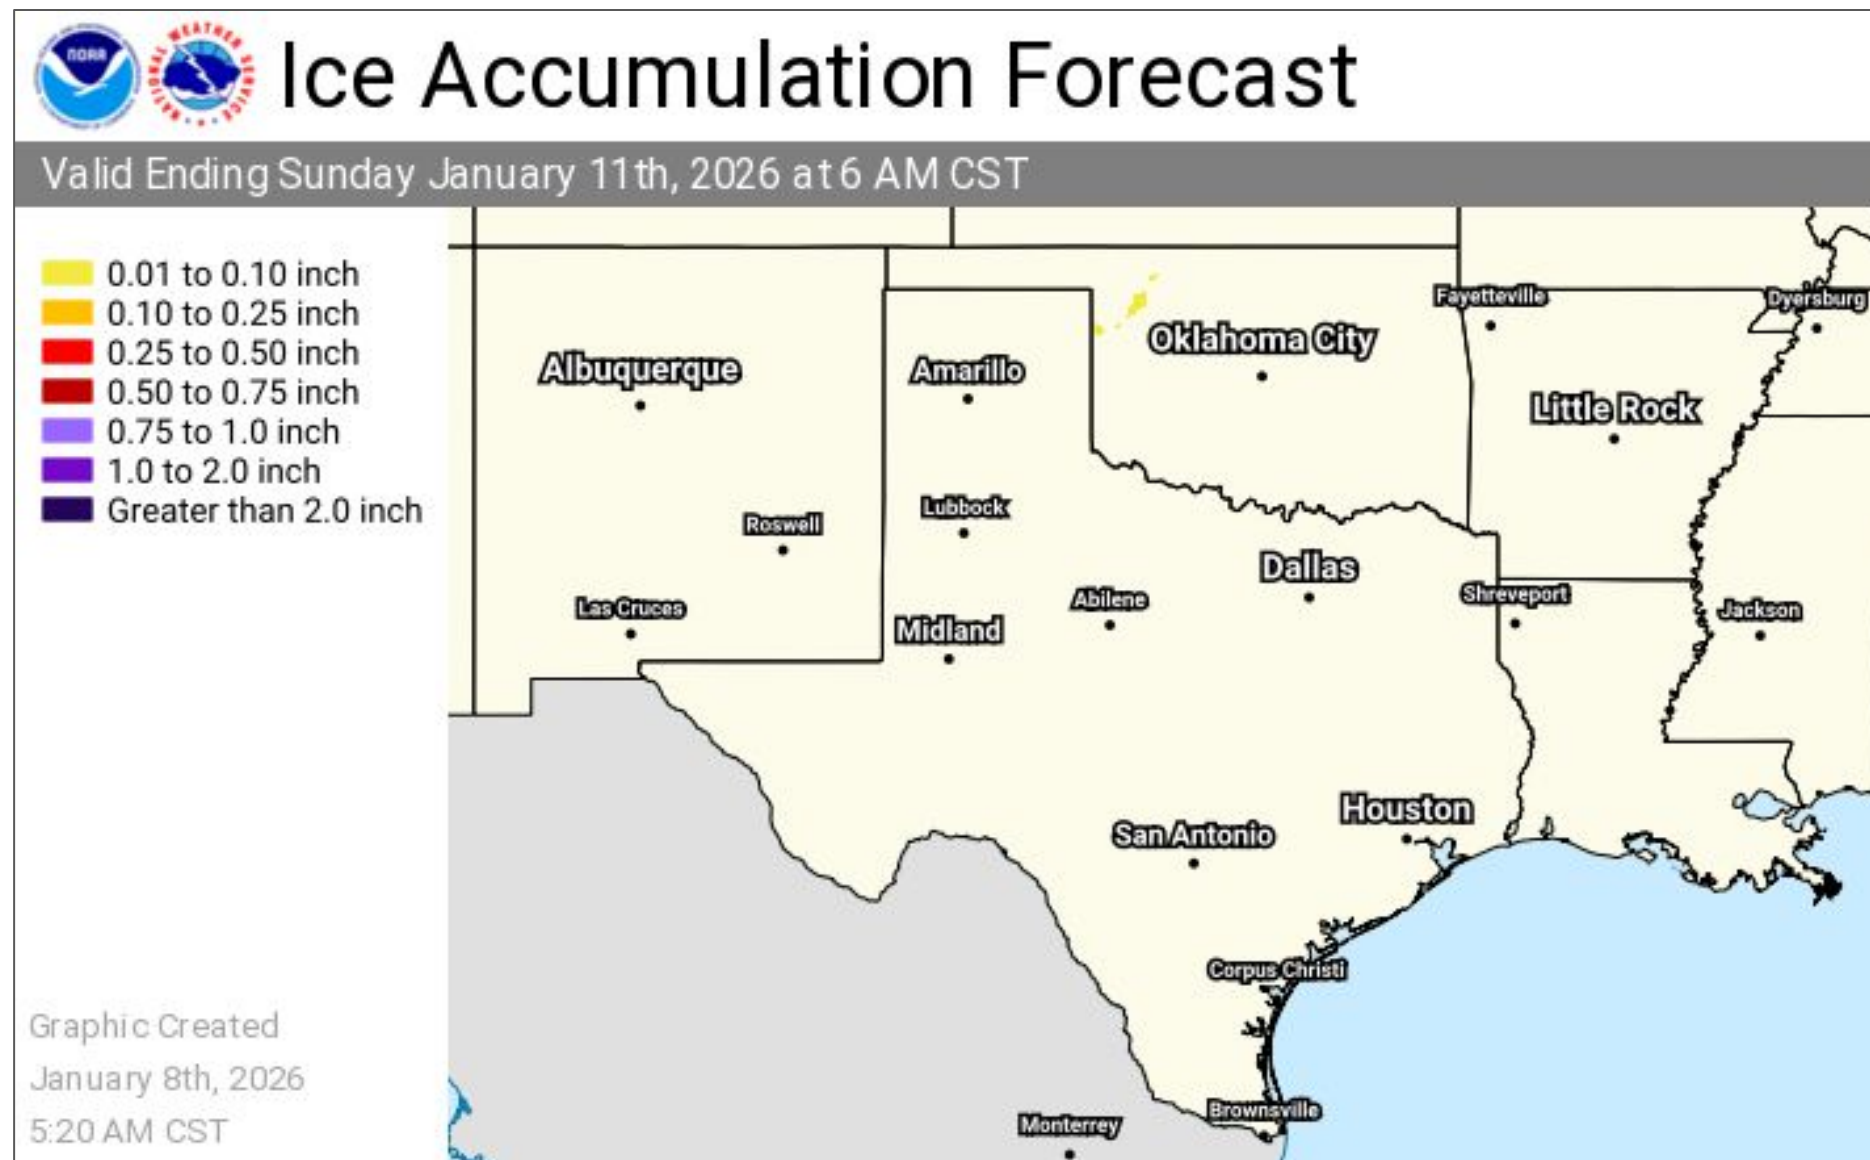 NOAA
NATIONAL WEATHER SERVICE
Ice Accumulation Forecast
Valid Ending Sunday January 11th, 2026 at 6 AM CST
0.01 to 0.10 inch
0.10 to 0.25 inch
0.25 to 0.50 inch
0.50 to 0.75 inch
0.75 to 1.0 inch
1.0 to 2.0 inch
Greater than 2.0 inch
Fayetteville
Dyersburg
Oklahoma City
Albuquerque
Amarillo
Little Rock
Lubbock
Roswell
Dallas
Shreveport
Abilene
Las Cruces
Jackson
Midland
Houston
San Antonio
Corpus Christi
Brownsville
Monterrey
Graphic Created
January 8th, 2026
5:20 AM CST